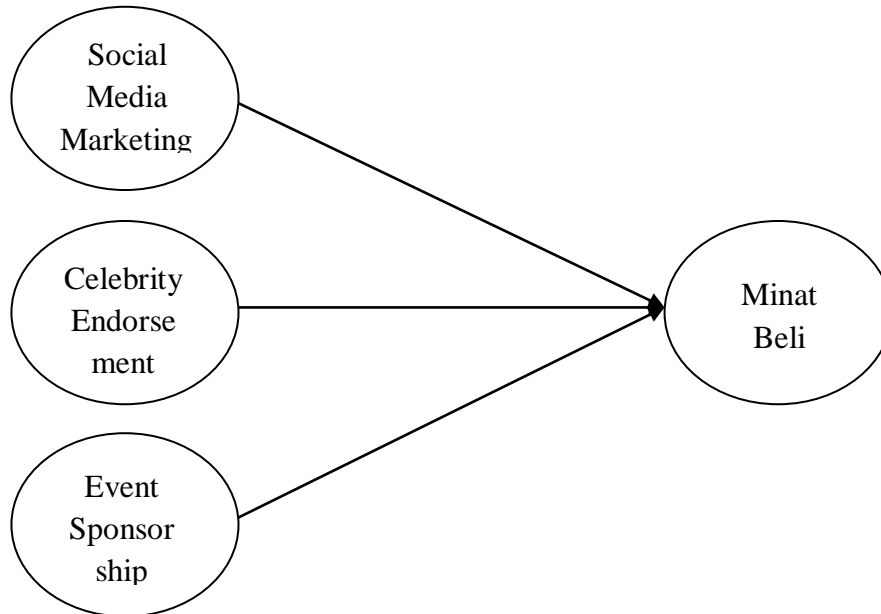 Social
Media
Marketing
Celebrity
Endorse
ment
Event
Sponsor
ship
Minat
Beli